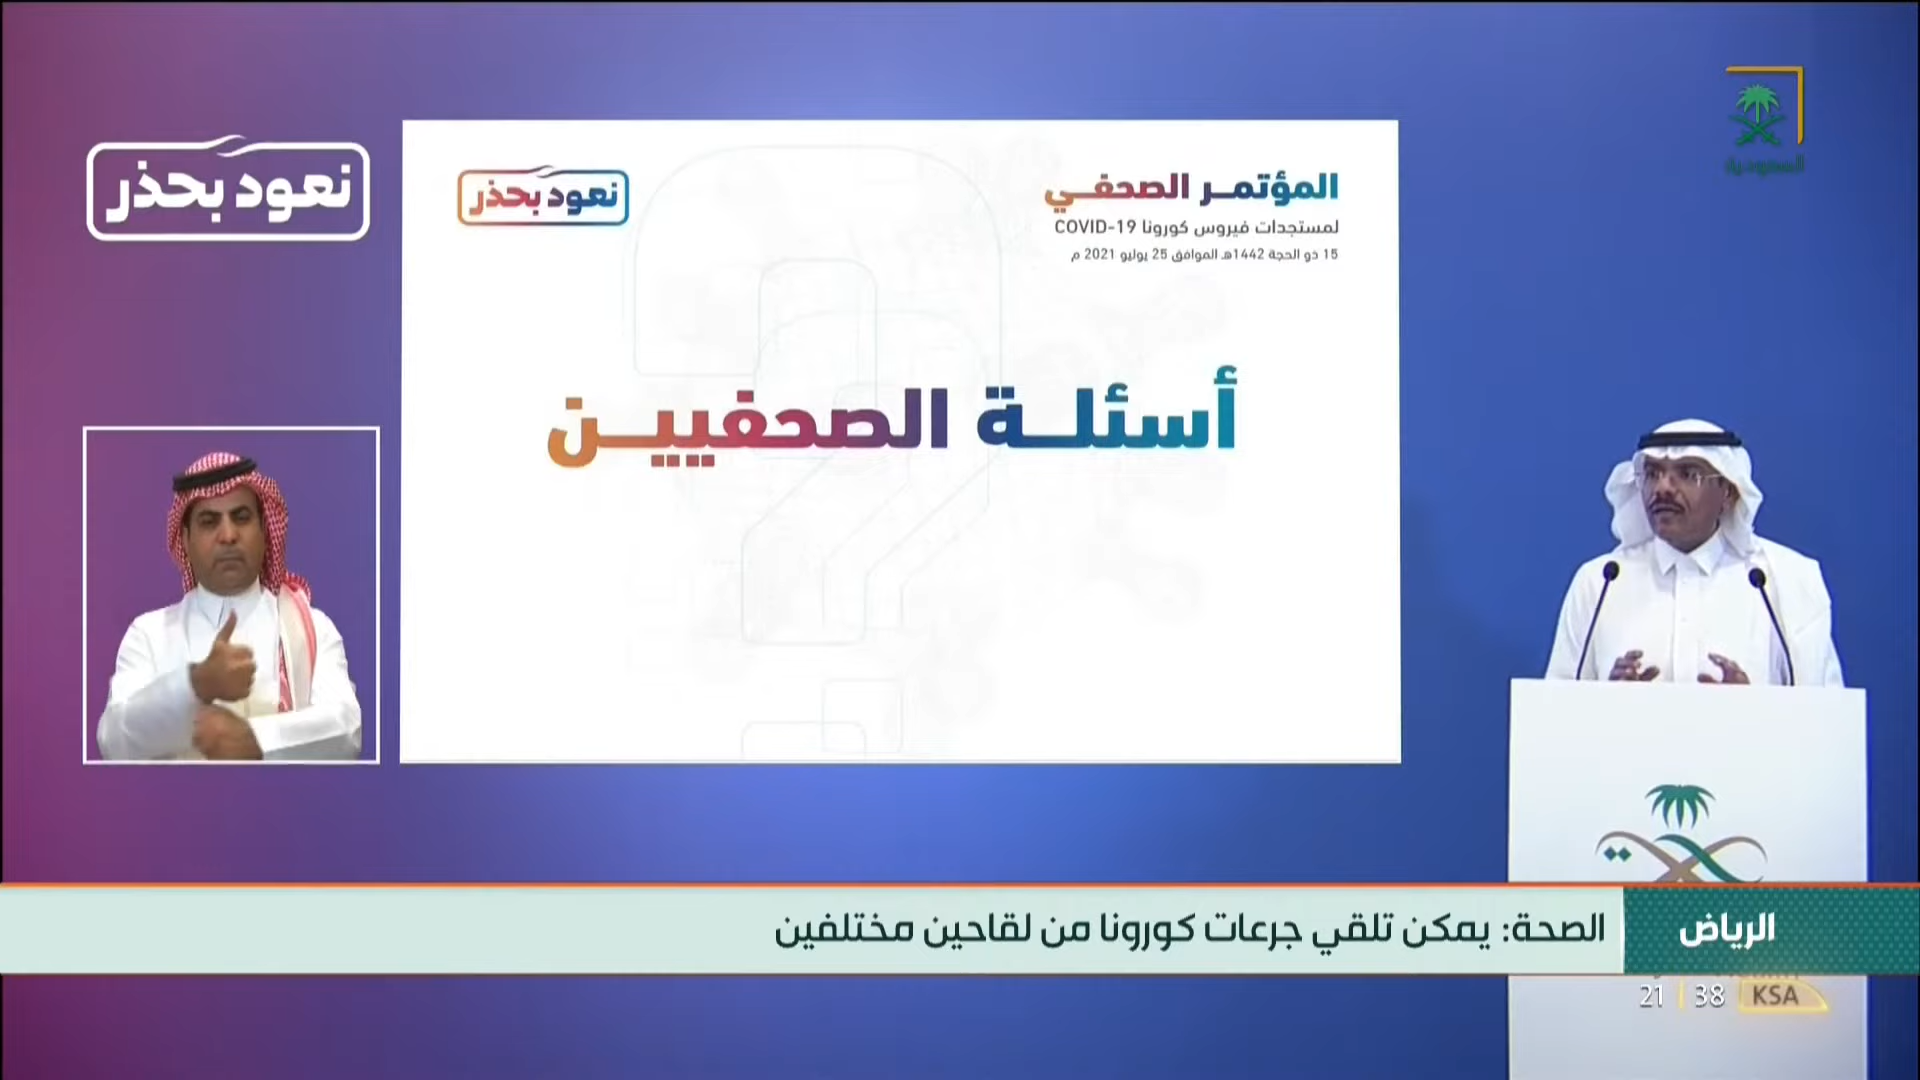 السعودية
نعود بحذر
نعود بحذر
المؤتمر الصحفي
لمستجدات فيروس كورونا COVID-19
15 ذو الحجة 1442هـ الموافق 25 يوليو 2021 م
أسئلة الصحفيين
الرياض
الصحة: يمكن تلقي جرعات كورونا من لقاحين مختلفين
21 38 KSA